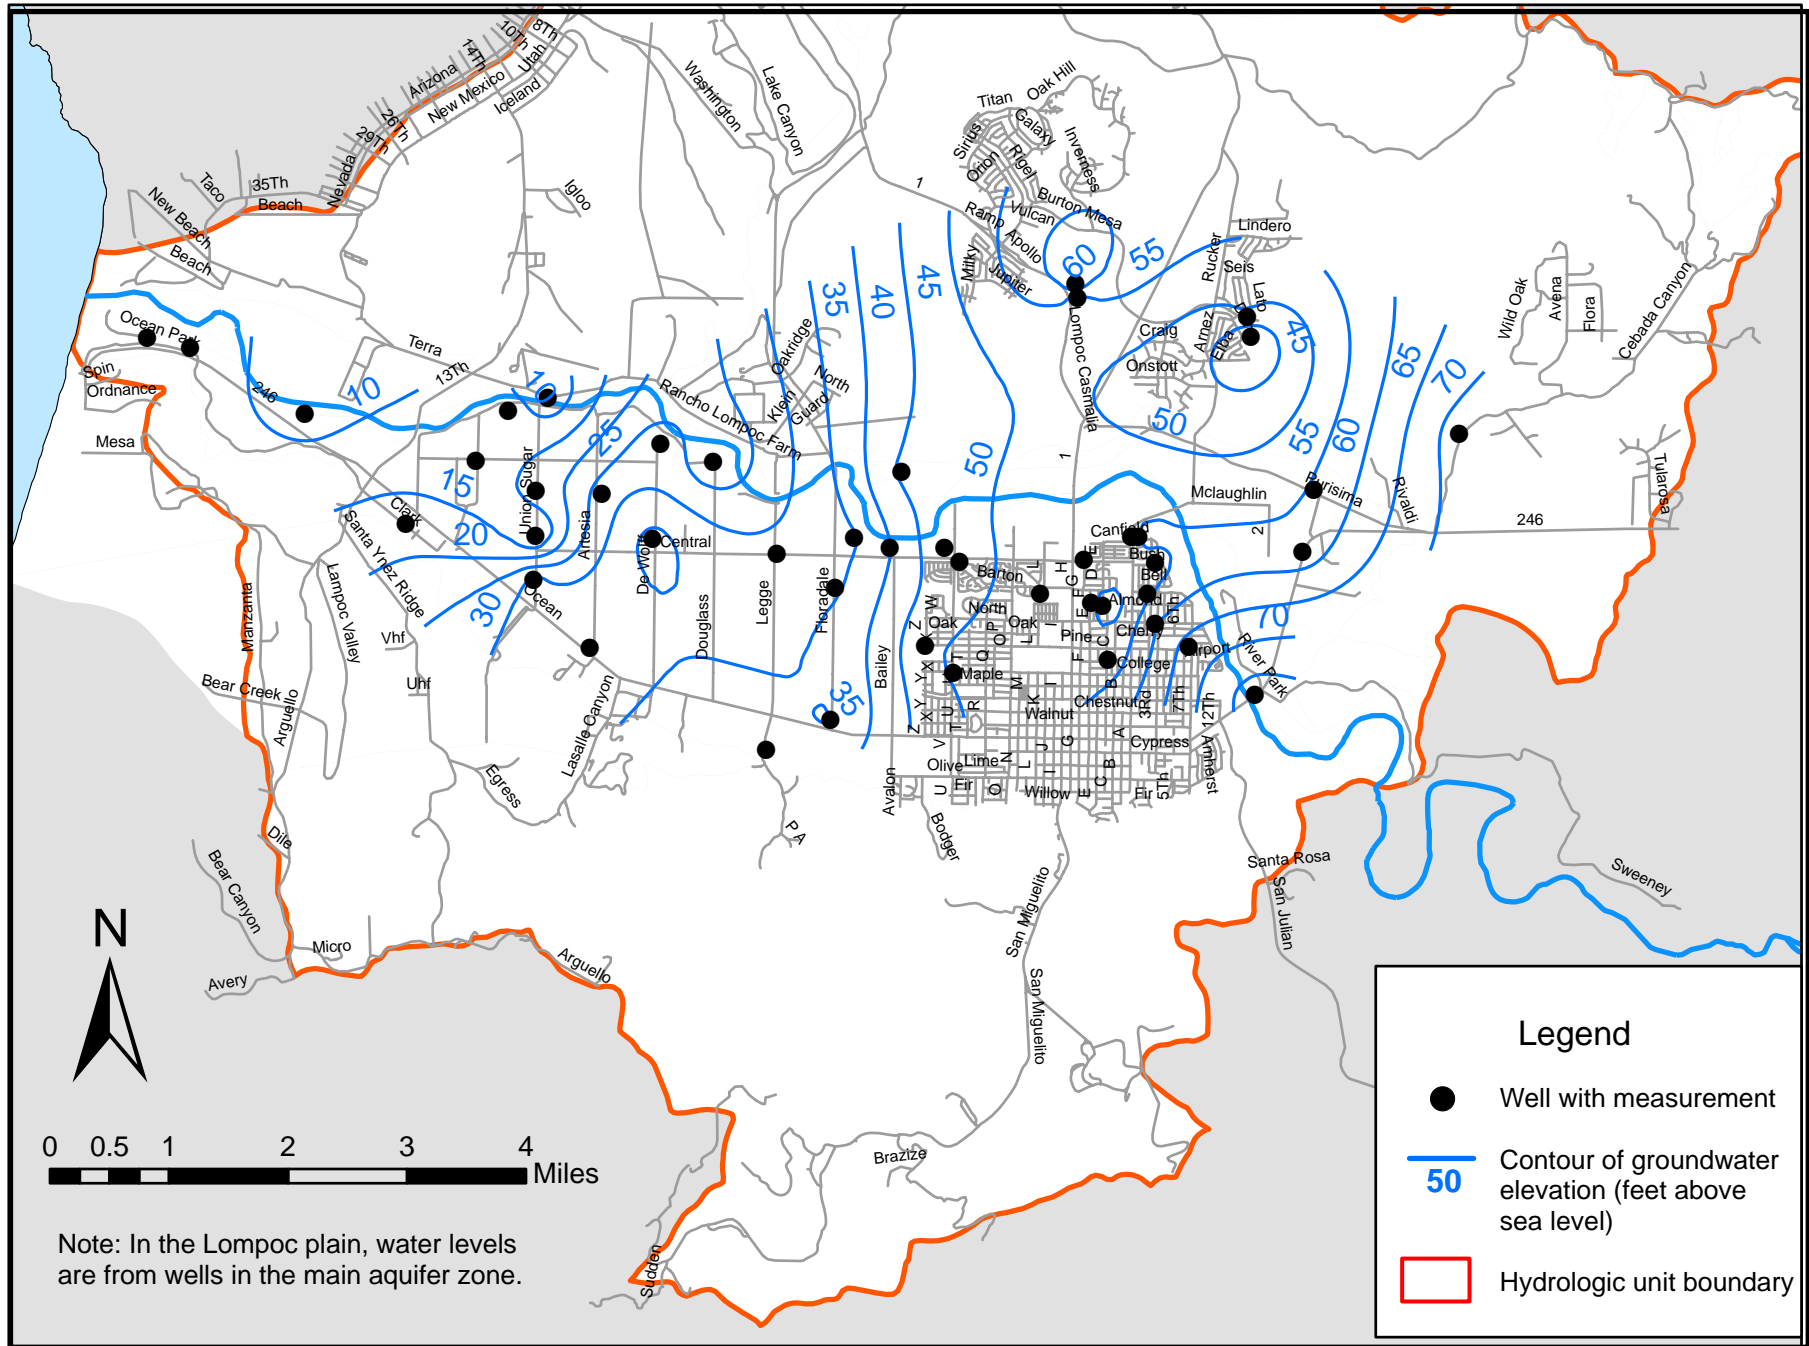 8Th
10Th
Utah
14Th
Arizona
New Mexico
Iceland
26Th
29Th
Nevada
35Th
Taco
Beach
New Beach
Beach
Igloo
Washington
Lake Canyon
1
Titan
Oak Hill
Sirius
Galaxy
Orion
Rigel
Inverness
Burton Mesa
Ramp
Vulcan
Apollo
Milky
Jupiter
60
55
Lindero
Rucker
Seis
Lato
Craig
Arnez
Elba
Onstott
45
50
Lompoc Casmalia
1
Wild Oak
Avena
Flora
Cebada Canyon
Ocean Park
Spin
Ordnance
246
Mesa
10
Terra
13Th
10
Rancho Lompoc Farm
Oakridge
North
Klein
Guard
35
40
45
50
55
60
65
70
25
15
20
30
Union Sugar
Clark
Santa Ynez Ridge
Artesia
De Wolff
Central
Ocean
Douglass
Legge
Floradale
Bailey
35
Mclaughlin
Purisima
Rivaldi
2
246
Tularosa
Canfield
Bush
Bell
Barton
L
H
G
F
E
D
E
Almond
W
North
Oak
Oak
Z
P
O
L
I
Pine
C
Cherry
6Th
Airport
70
River Park
K
X
Y
Q
T
Maple
F
College
M
I
K
B
Chestnut
3Rd
7Th
12Th
Y
X
Z
U
U
T
R
Walnut
V
N
J
G
A
Cypress
Amherst
Olive
Lime
L
I
B
C
U
Fir
O
Willow
E
Fir
5Th
Avalon
Bodger
Manzanta
Lampoc Valley
Vhf
Uhf
Bear Creek
Arguello
Lasalle Canyon
Egress
P A
Dile
Bear Canyon
Micro
Avery
Arguello
San Miguelito
San Miguelito
Santa Rosa
San Julian
Sweeney
Brazize
Sudden
N
0 0.5 1 2 3 4
Miles
Note: In the Lompoc plain, water levels
are from wells in the main aquifer zone.
Legend
Well with measurement
50
Contour of groundwater
elevation (feet above
sea level)
Hydrologic unit boundary